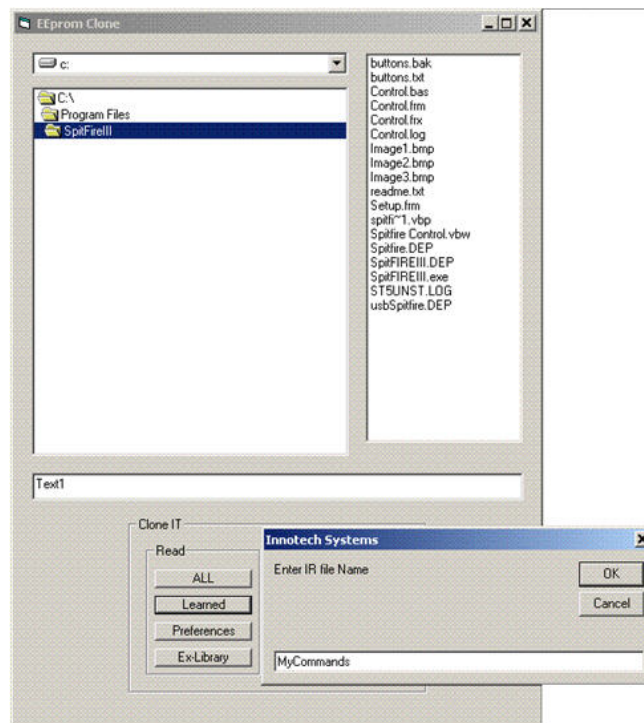 EEprom Clone
c:
C:\
Program Files
SpitFireIII
buttons.bak
buttons.txt
Control.bas
Control.frm
Control.frx
Control.log
Image1.bmp
Image2.bmp
Image3.bmp
readme.txt
Setup.frm
spitfi~1.vbp
Spitfire Control.vbw
Spitfire.DEP
SpitFIREIII.DEP
SpitFIREIII.exe
ST5UNST.LOG
usbSpitfire.DEP
Text1
Clone IT
Read
ALL
Learned
Preferences
Ex-Library
Innotech Systems
Enter IR file Name
OK
Cancel
MyCommands